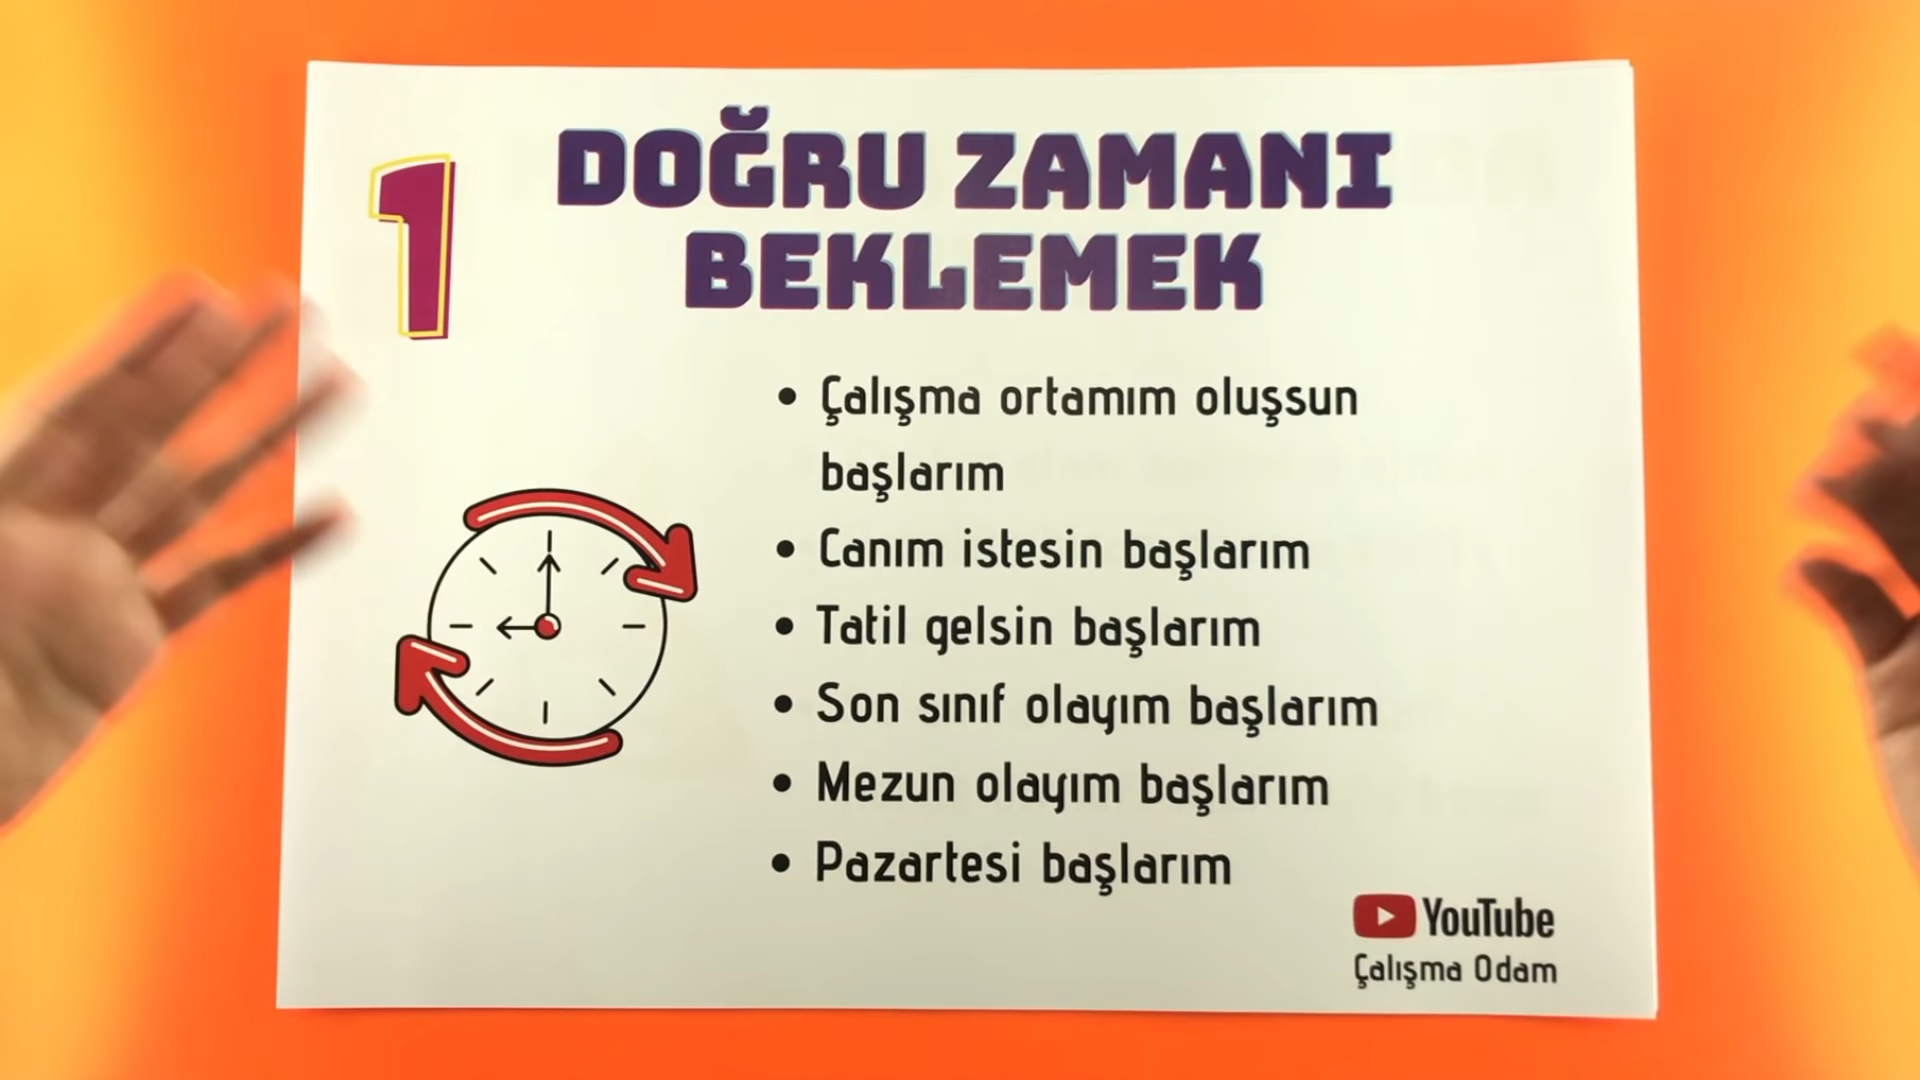 1
DOĞRU ZAMANI
BEKLEMEK
• Çalışma ortamım oluşsun
başlarım
• Canım istesin başlarım
• Tatil gelsin başlarım
• Son sınıf olayım başlarım
• Mezun olayım başlarım
• Pazartesi başlarım
YouTube
Çalışma Odam